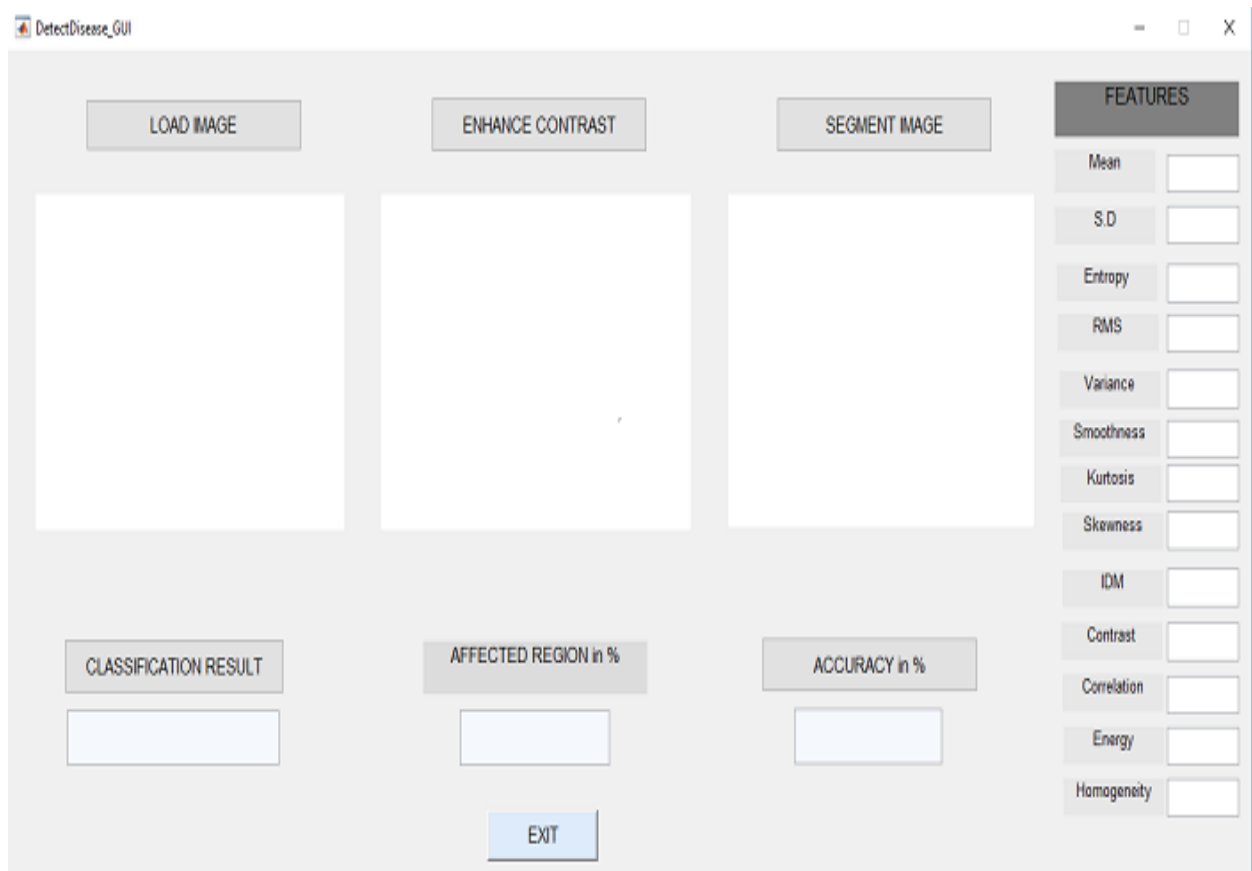 DetectDisease_GUI
LOAD IMAGE
ENHANCE CONTRAST
SEGMENT IMAGE
FEATURES
Mean
S.D
Entropy
RMS
Variance
Smoothness
Kurtosis
Skewness
IDM
Contrast
Correlation
Energy
Homogeneity
CLASSIFICATION RESULT
AFFECTED REGION in %
ACCURACY in %
EXIT